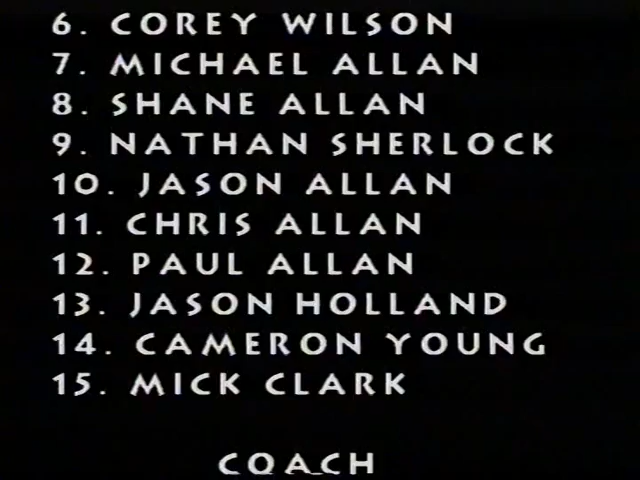 6. COREY WILSON
7. MICHAEL ALLAN
8. SHANE ALLAN
9. NATHAN SHERLOCK
10. JASON ALLAN
11. CHRIS ALLAN
12. PAUL ALLAN
13. JASON HOLLAND
14. CAMERON YOUNG
15. MICK CLARK
COACH